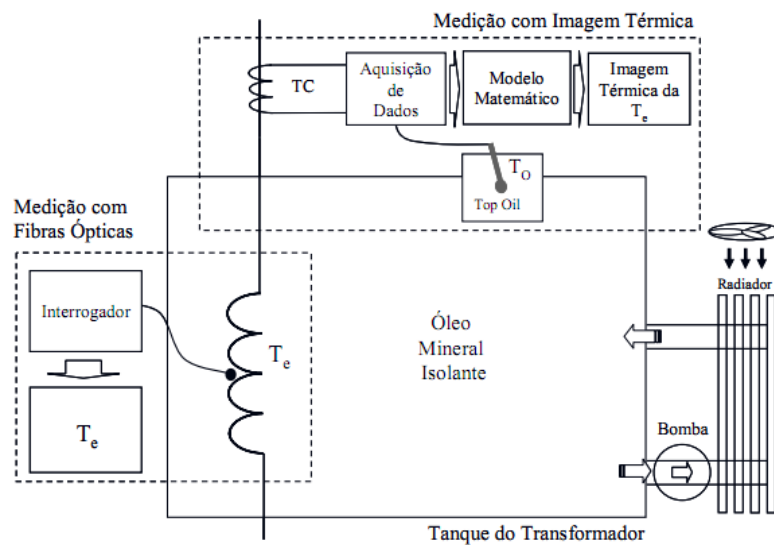 Medição com Imagem Térmica
TC
Aquisição
de
Dados
Modelo
Matemático
Imagem
Térmica da
Te
TO
Top Oil
Medição com
Fibras Ópticas
Interrogador
Te
Te
Óleo
Mineral
Isolante
Radiador
Bomba
Tanque do Transformador